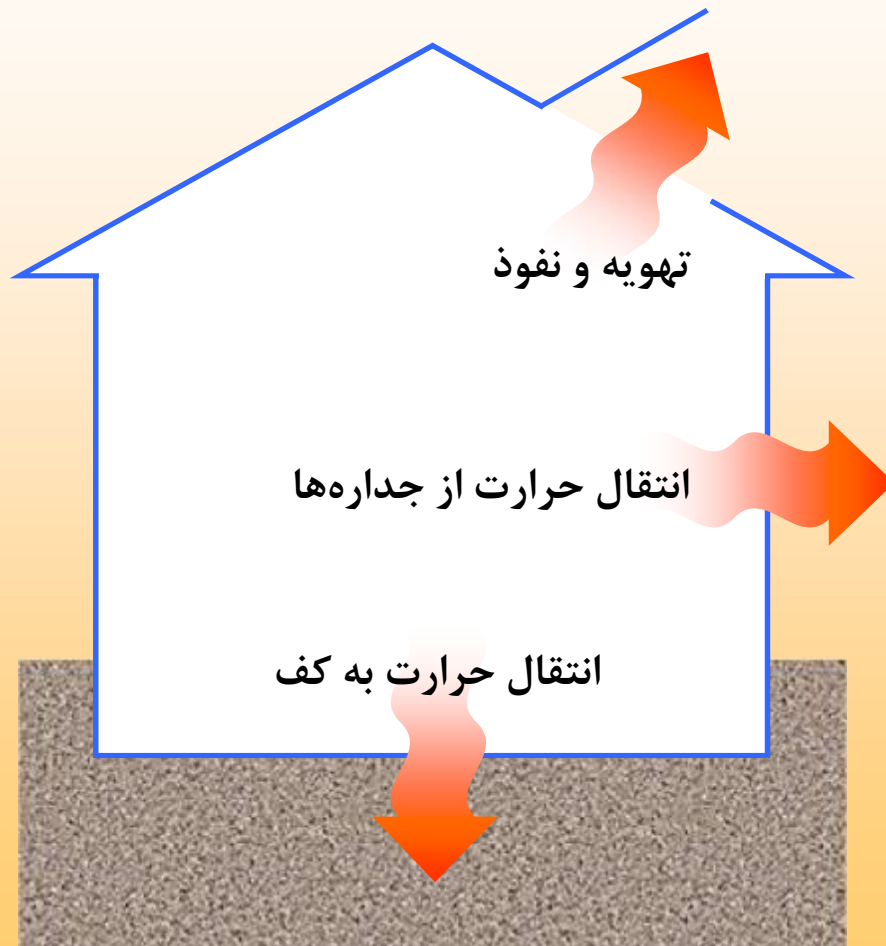 تهویه و نفوذ
انتقال حرارت از جداره‌ها
انتقال حرارت به کف